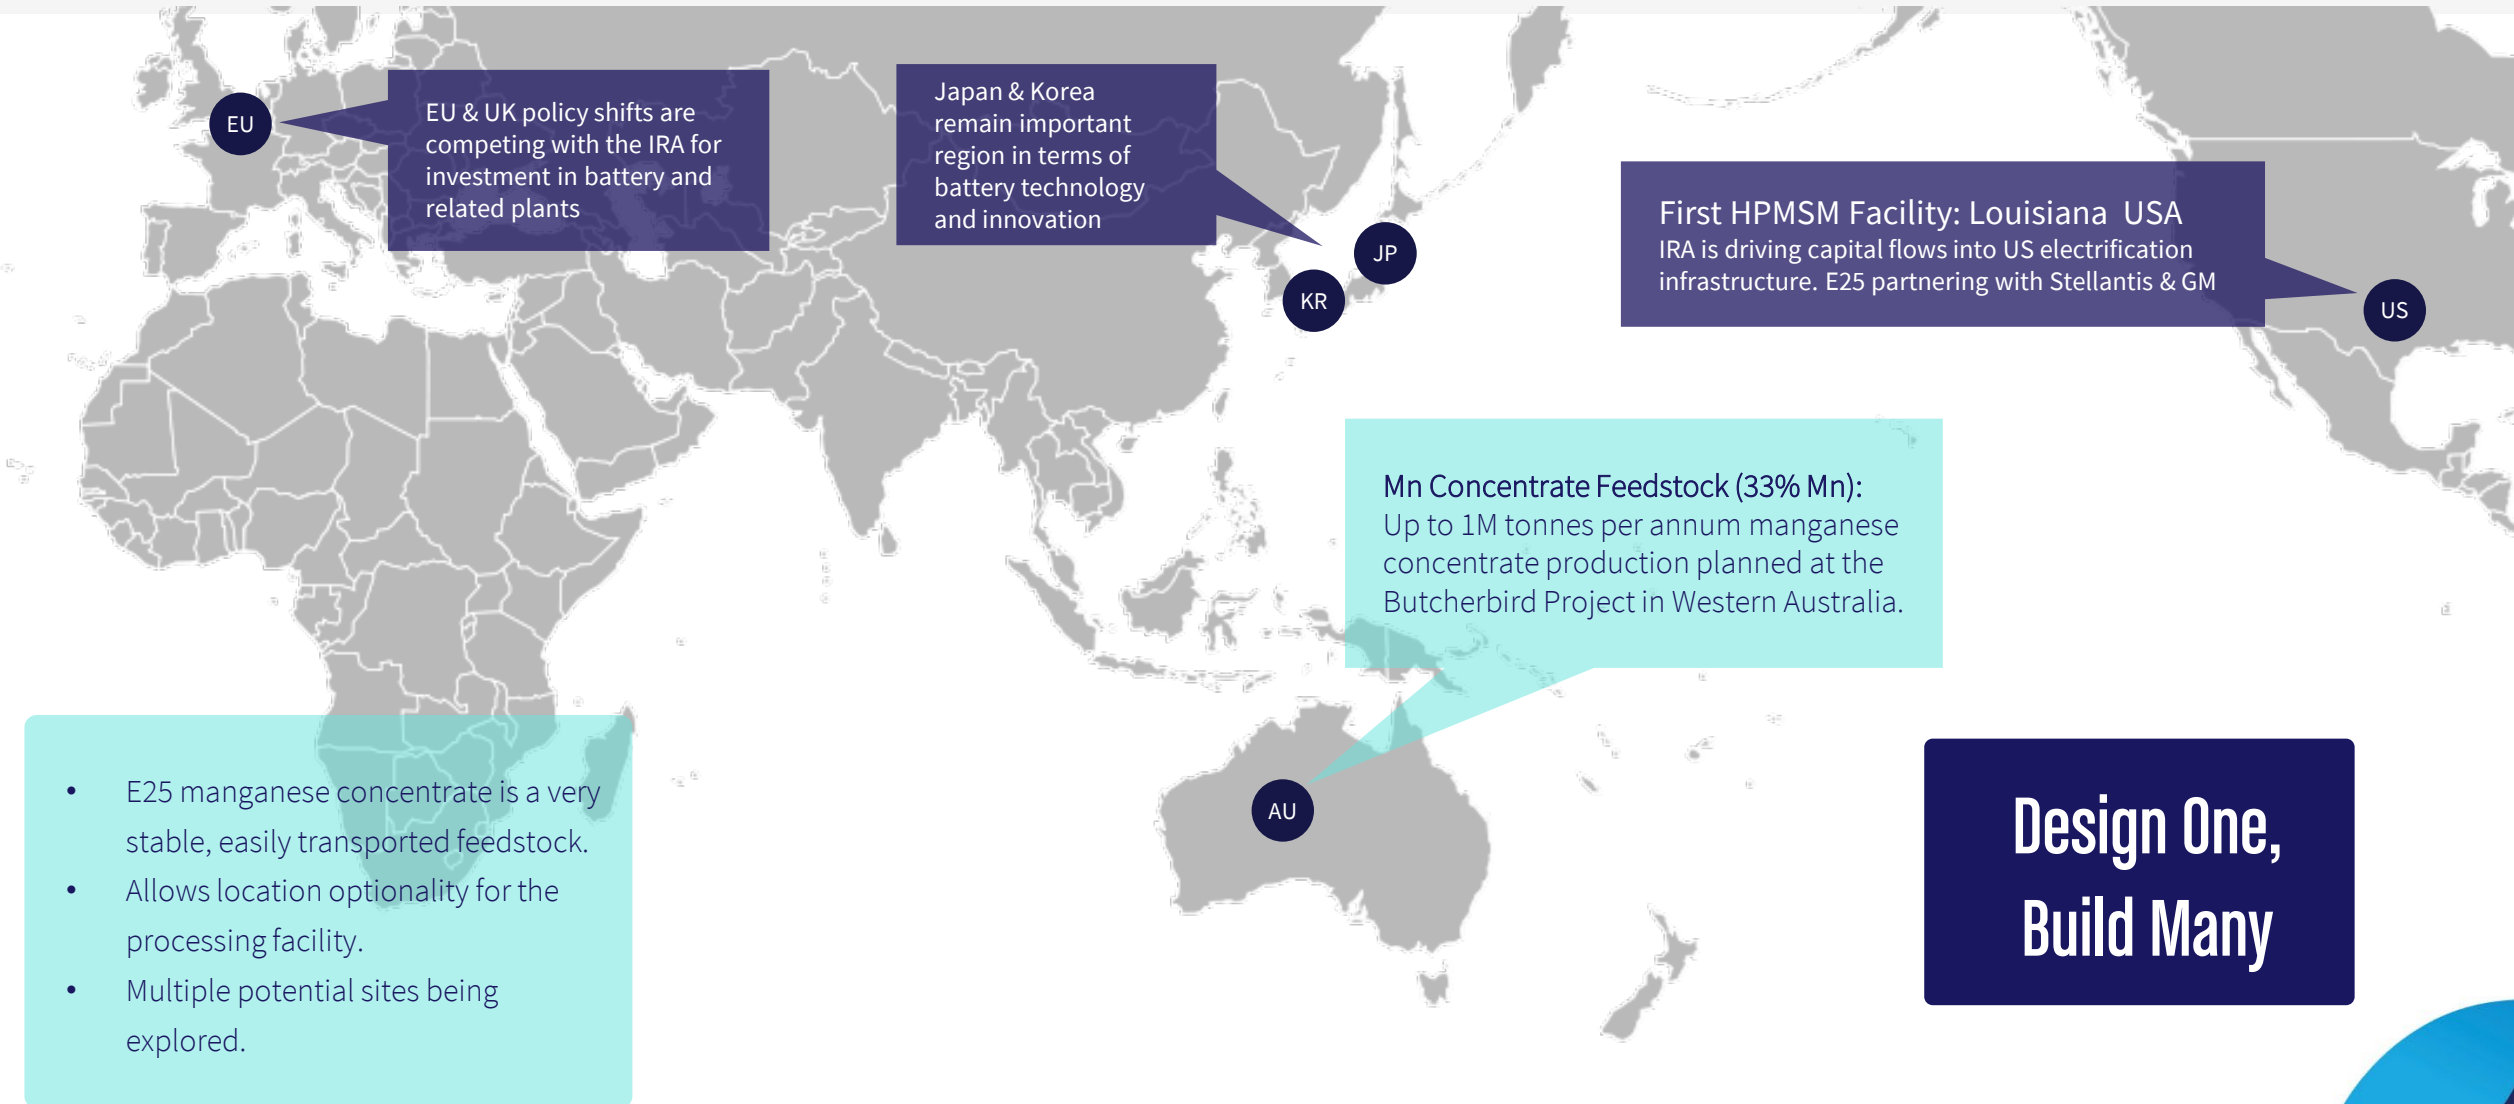 EU
EU & UK policy shifts are
competing with the IRA for
investment in battery and
related plants
Japan & Korea
remain important
region in terms of
battery technology
and innovation
JP
KR
First HPMSM Facility: Louisiana  USA
IRA is driving capital flows into US electrification
infrastructure. E25 partnering with Stellantis & GM
US
Mn Concentrate Feedstock (33% Mn):
Up to 1M tonnes per annum manganese
concentrate production planned at the
Butcherbird Project in Western Australia.
AU
• E25 manganese concentrate is a very
stable, easily transported feedstock.
• Allows location optionality for the
processing facility.
• Multiple potential sites being
explored.
Design One,
Build Many